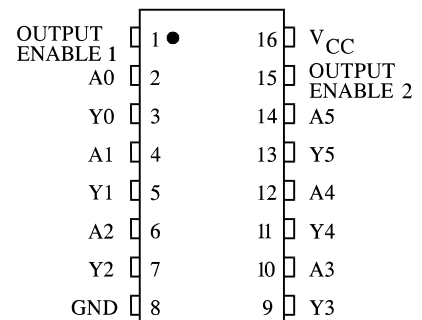 OUTPUT 1 16 VCC
ENABLE 1
A0 2 15 OUTPUT
ENABLE 2
Y0 3 14 A5
A1 4 13 Y5
Y1 5 12 A4
A2 6 11 Y4
Y2 7 10 A3
GND 8 9 Y3